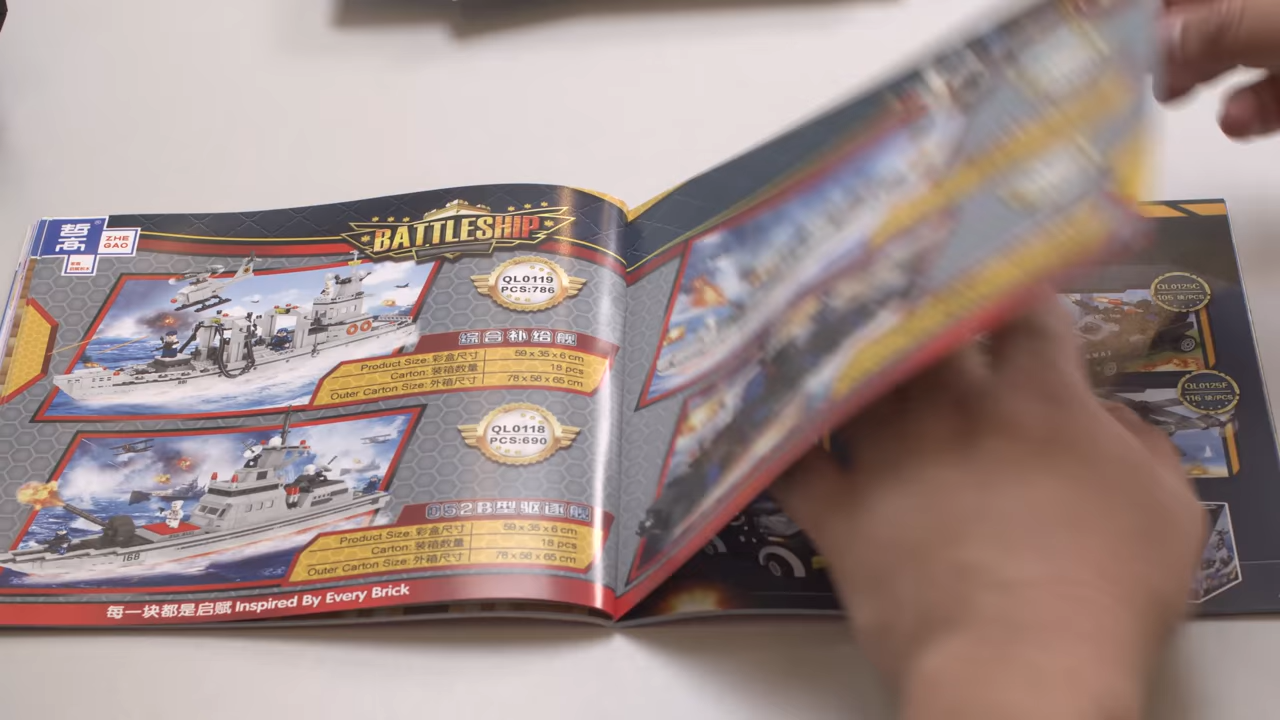 哲高
ZHE
GAO
BATTLESHIP
QL0119
PCS:786
综合补给舰
Product Size: 彩盒尺寸 59 x 35 x 6 cm
Carton: 装箱数量 18 pcs
Outer Carton Size: 外箱尺寸 78 x 58 x 65 cm
QL0118
PCS:690
052B型驱逐舰
168
Product Size: 彩盒尺寸 59 x 35 x 6 cm
Carton: 装箱数量 18 pcs
Outer Carton Size: 外箱尺寸 78 x 58 x 65 cm
每一块都是启赋 Inspired By Every Brick
QL0125C
105 块/PCS
QL0125F
116 块/PCS